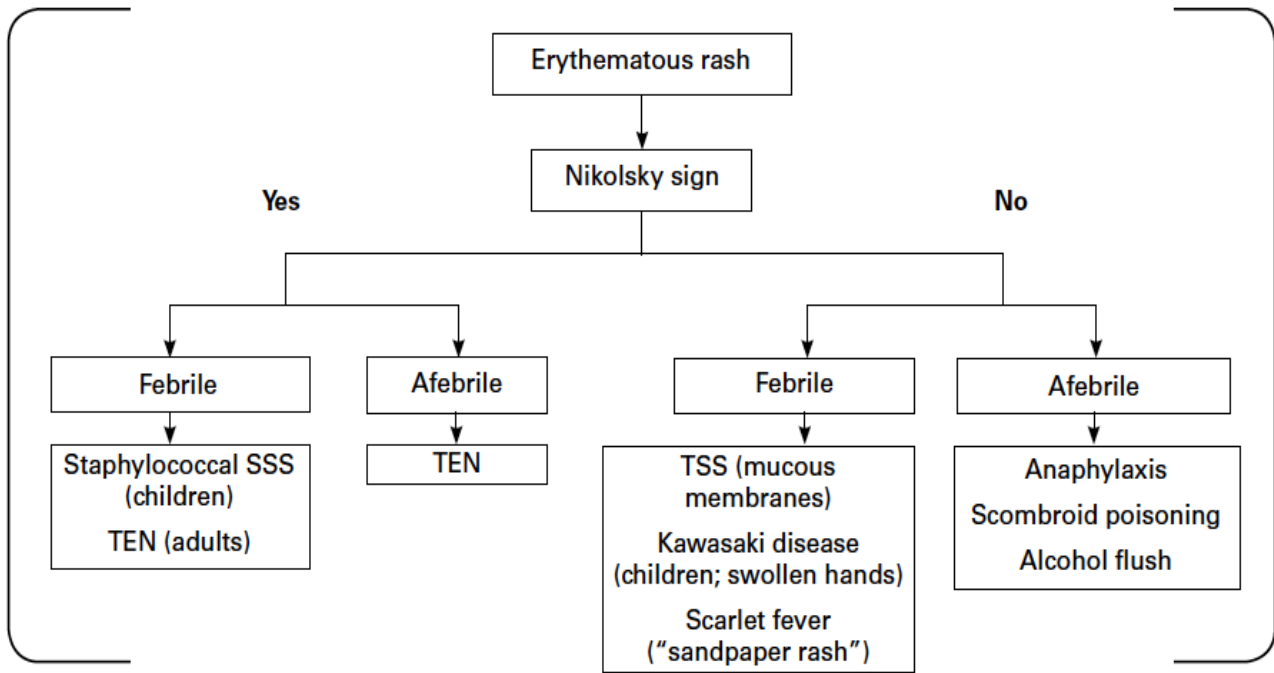 Erythematous rash
Nikolsky sign
Yes
No
Febrile
Afebrile
Febrile
Afebrile
Staphylococcal SSS
(children)
TEN (adults)
TEN
TSS (mucous
membranes)
Kawasaki disease
(children; swollen hands)
Scarlet fever
(“sandpaper rash”)
Anaphylaxis
Scombroid poisoning
Alcohol flush